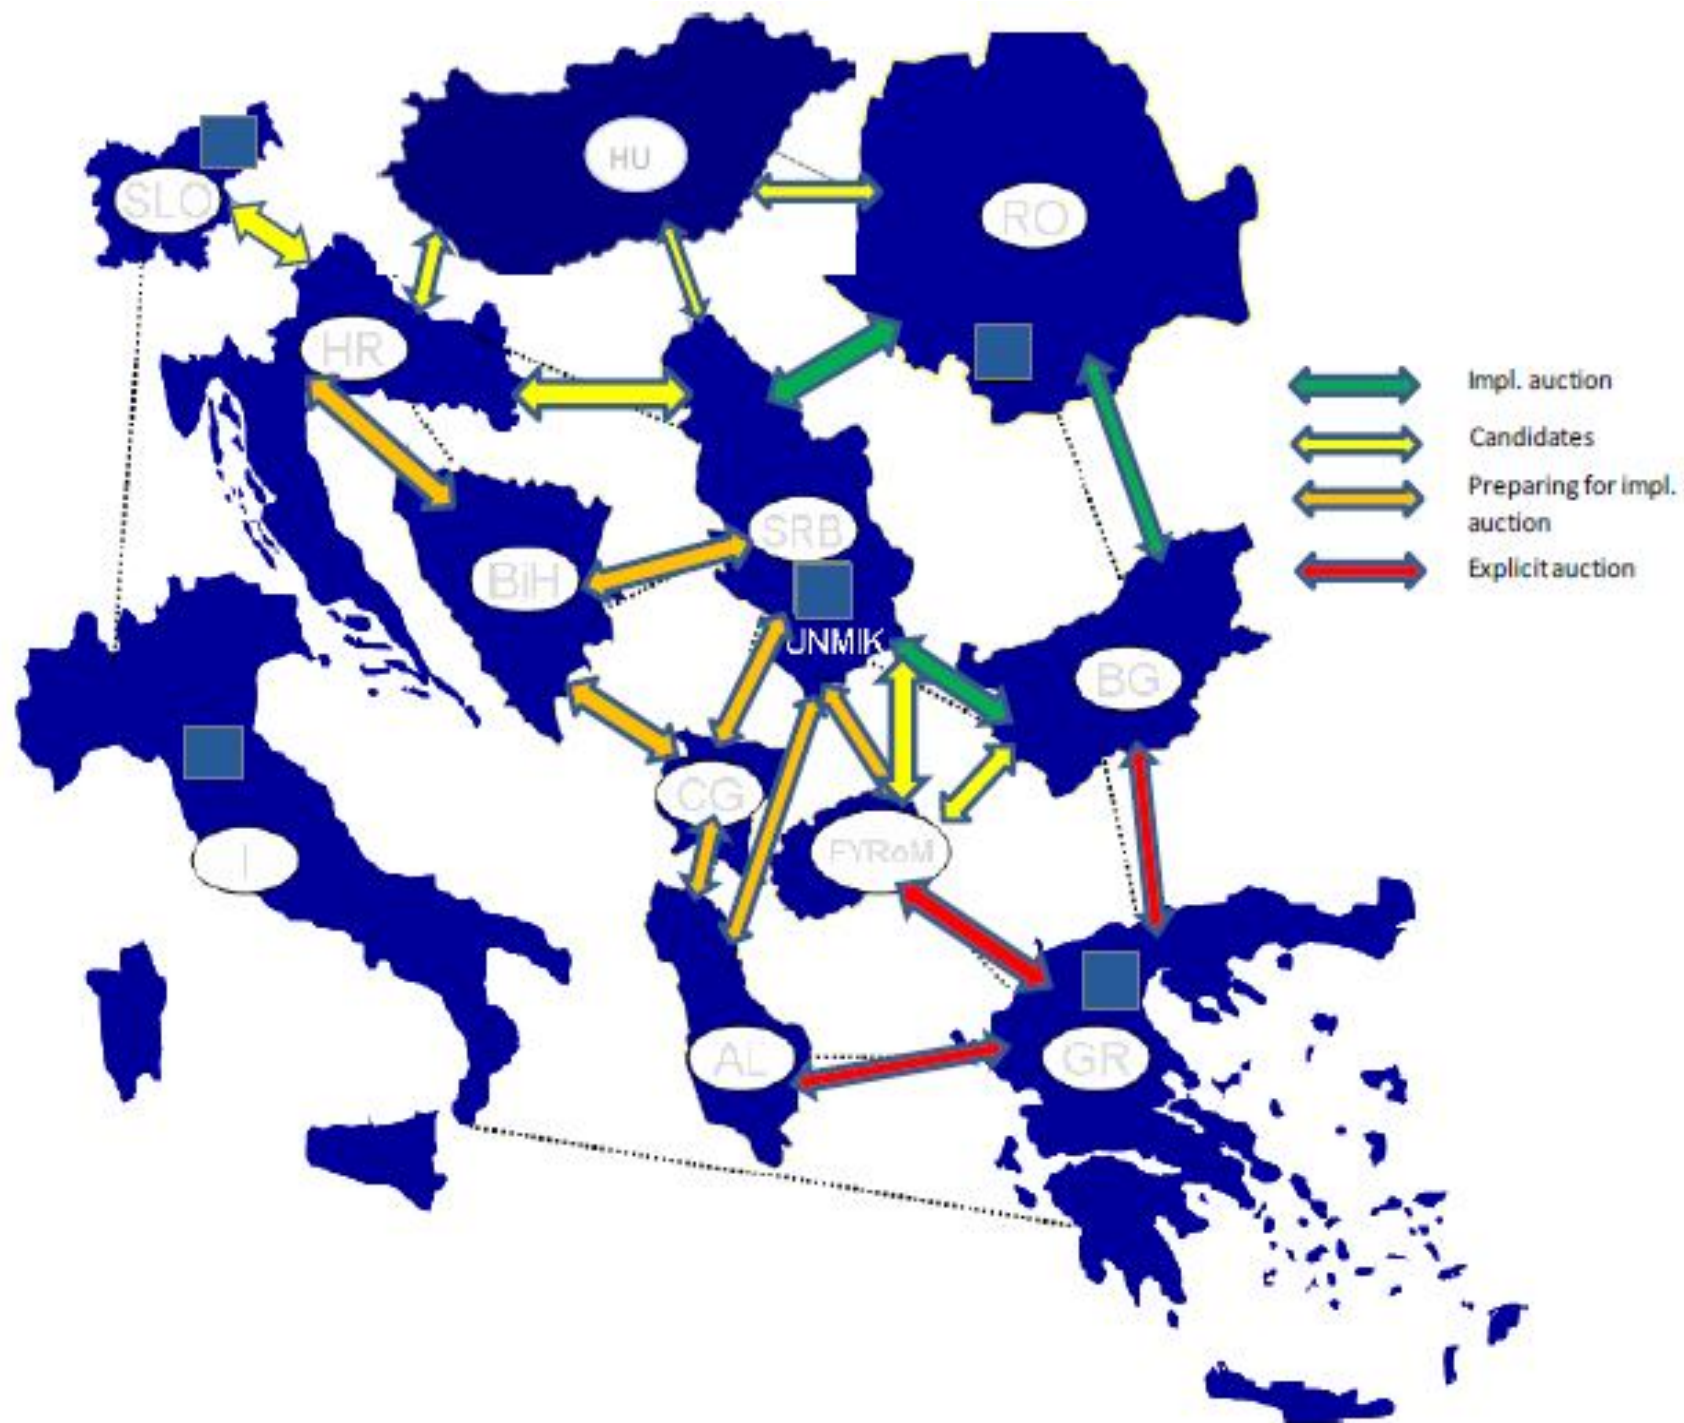 HU
SLO
RO
HR
Impl. auction
Candidates
Preparing for impl.
auction
SRB
BiH
Explicit auction
UNMIK
BG
CG
I
FYRoM
AL
GR